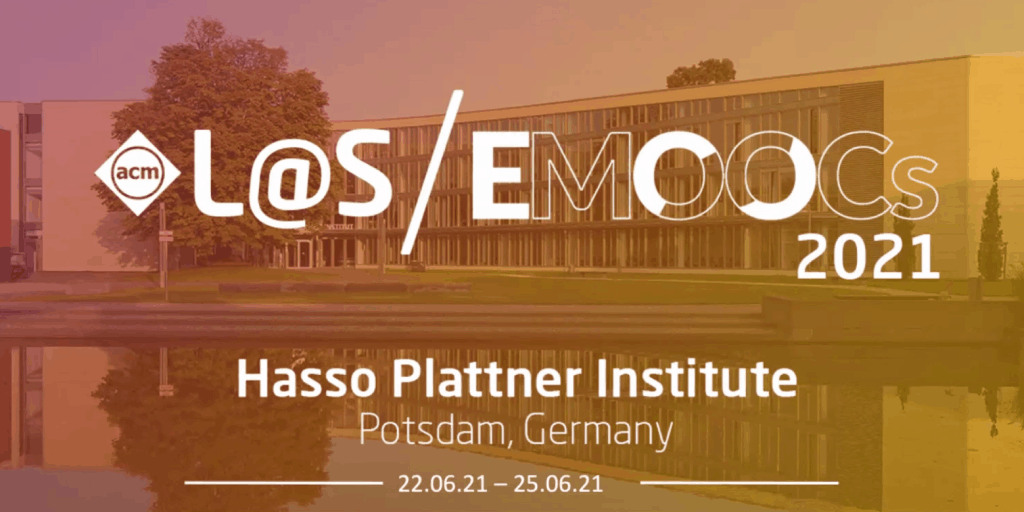 acm L@S/EMOOCs
2021
Hasso Plattner Institute
Potsdam, Germany
22.06.21 – 25.06.21